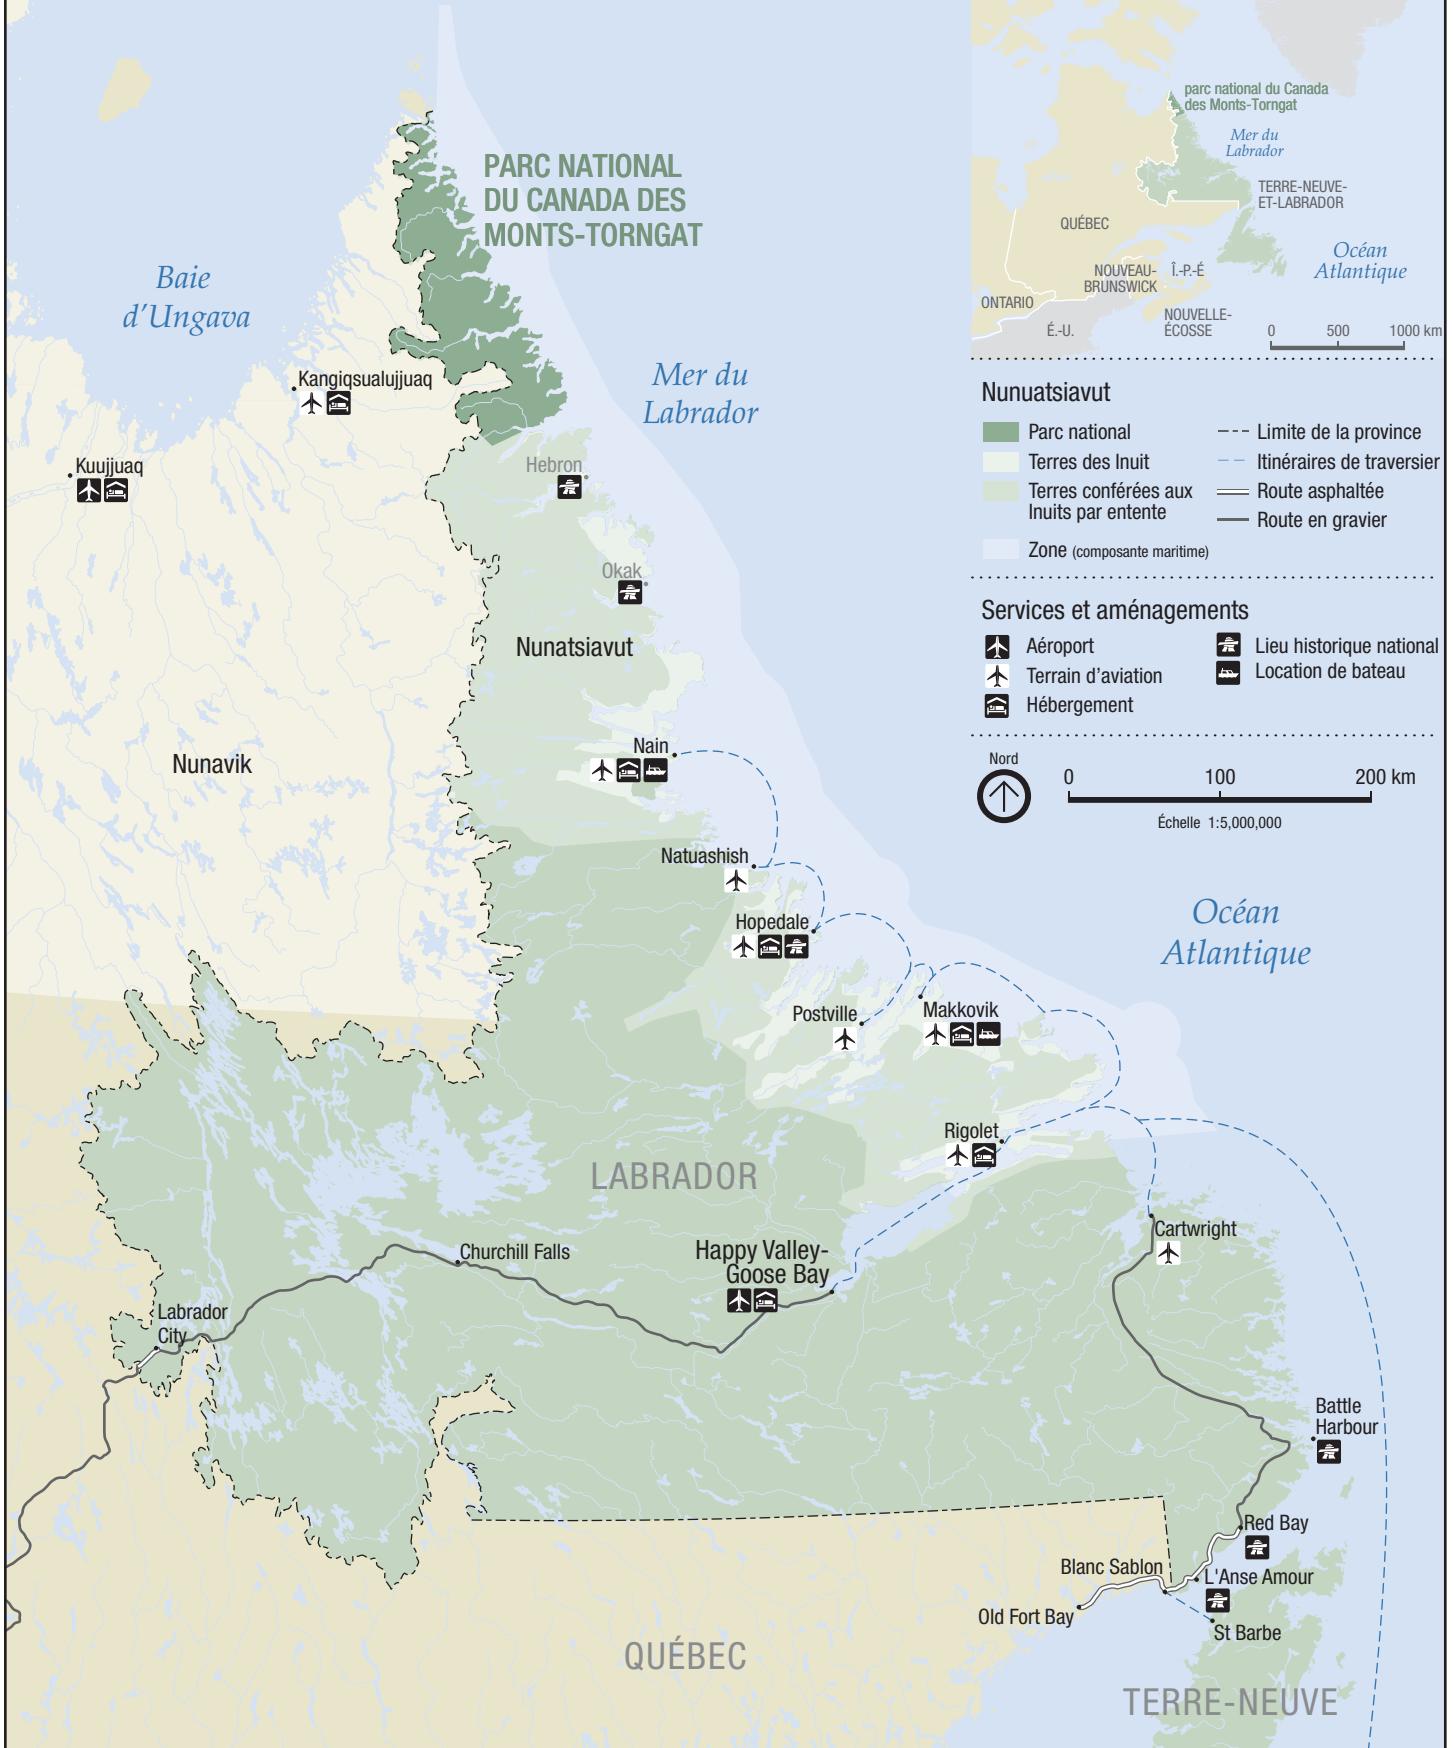 parc national du Canada
des Monts-Torngat
Mer du
Labrador
TERRE-NEUVE-
ET-LABRADOR
QUÉBEC
Océan
Atlantique
NOUVEAU-
BRUNSWICK
Î.-P.-É
ONTARIO
É.-U.
NOUVELLE-
ÉCOSSE
0 500 1000 km
PARC NATIONAL
DU CANADA DES
MONTS-TORNGAT
Baie
d'Ungava
Mer du
Labrador
Kangiqsualujjuaq
Kuujjuaq
Hebron
Okak
Nunatsiavut
Nunavik
Nain
Natuashish
Hopedale
Postville
Makkovik
Rigolet
LABRADOR
Cartwright
Churchill Falls
Happy Valley-
Goose Bay
Labrador
City
Battle
Harbour
Red Bay
Blanc Sablon
L'Anse Amour
Old Fort Bay
St Barbe
QUÉBEC
TERRE-NEUVE
Océan
Atlantique
Nunuatsiavut
Parc national
Terres des Inuit
Terres conférées aux
Inuits par entente
Zone (composante maritime)
Limite de la province
Itinéraires de traversier
Route asphaltée
Route en gravier
Services et aménagements
Aéroport
Terrain d'aviation
Hébergement
Lieu historique national
Location de bateau
Nord
0 100 200 km
Échelle 1:5,000,000